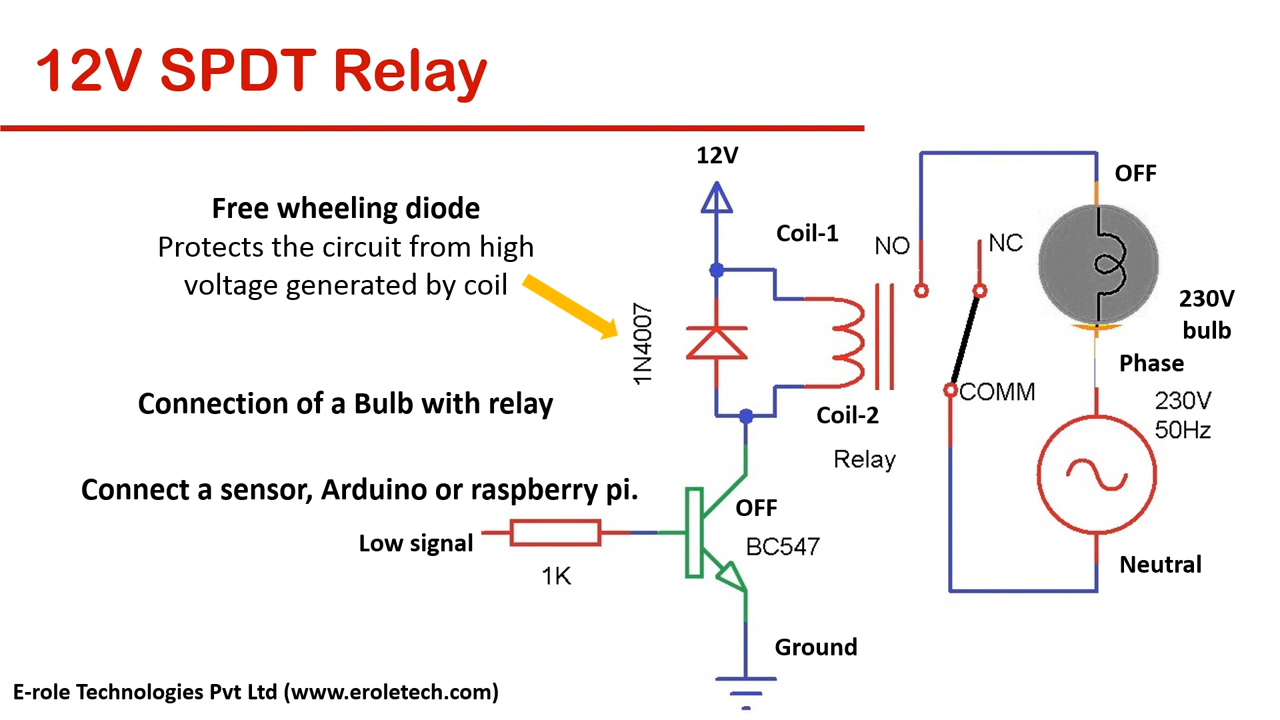 12V SPDT Relay
12V
OFF
Free wheeling diode
Protects the circuit from high
voltage generated by coil
Coil-1
NO
NC
230V
bulb
1N4007
Phase
230V
50Hz
Connection of a Bulb with relay
COMM
Coil-2
Relay
Connect a sensor, Arduino or raspberry pi.
OFF
Low signal
BC547
1K
Neutral
Ground
E-role Technologies Pvt Ltd (www.eroletech.com)